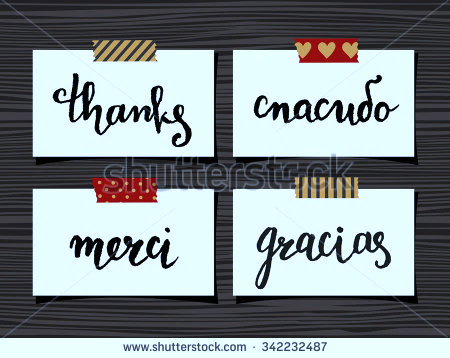 thanks
спасибо
merci
gracias
shutterstock
www.shutterstock.com · 342232487